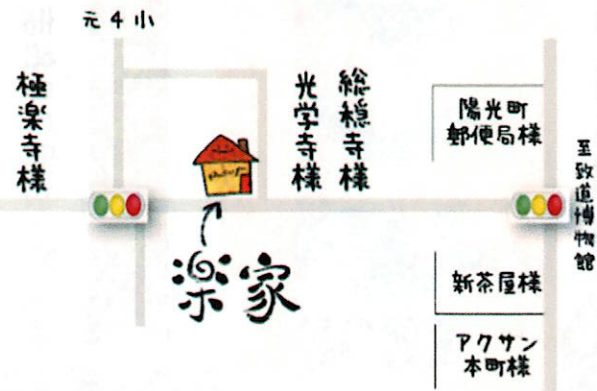 元4小
極楽寺様
光学寺様
総穏寺様
陽光町
郵便局様
至致道博物館
楽家
新茶屋様
アクサン
本町様